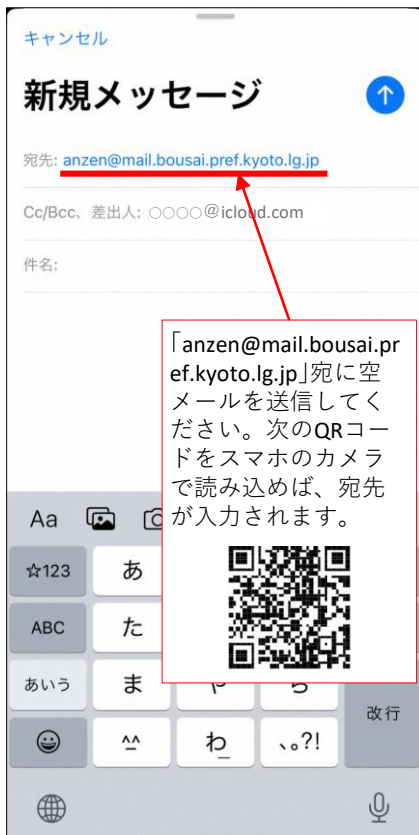 キャンセル
新規メッセージ
宛先: anzen@mail.bousai.pref.kyoto.lg.jp
Cc/Bcc、差出人: ○○○○@icloud.com
件名:
「anzen@mail.bousai.pr
ef.kyoto.lg.jp」宛に空
メールを送信してく
ださい。次のQRコー
ドをスマホのカメラ
で読み込めば、宛先
が入力されます。
Aa
☆123 あ
ABC た
あいう ま や ら
改行
^^ わ_ 、。?!